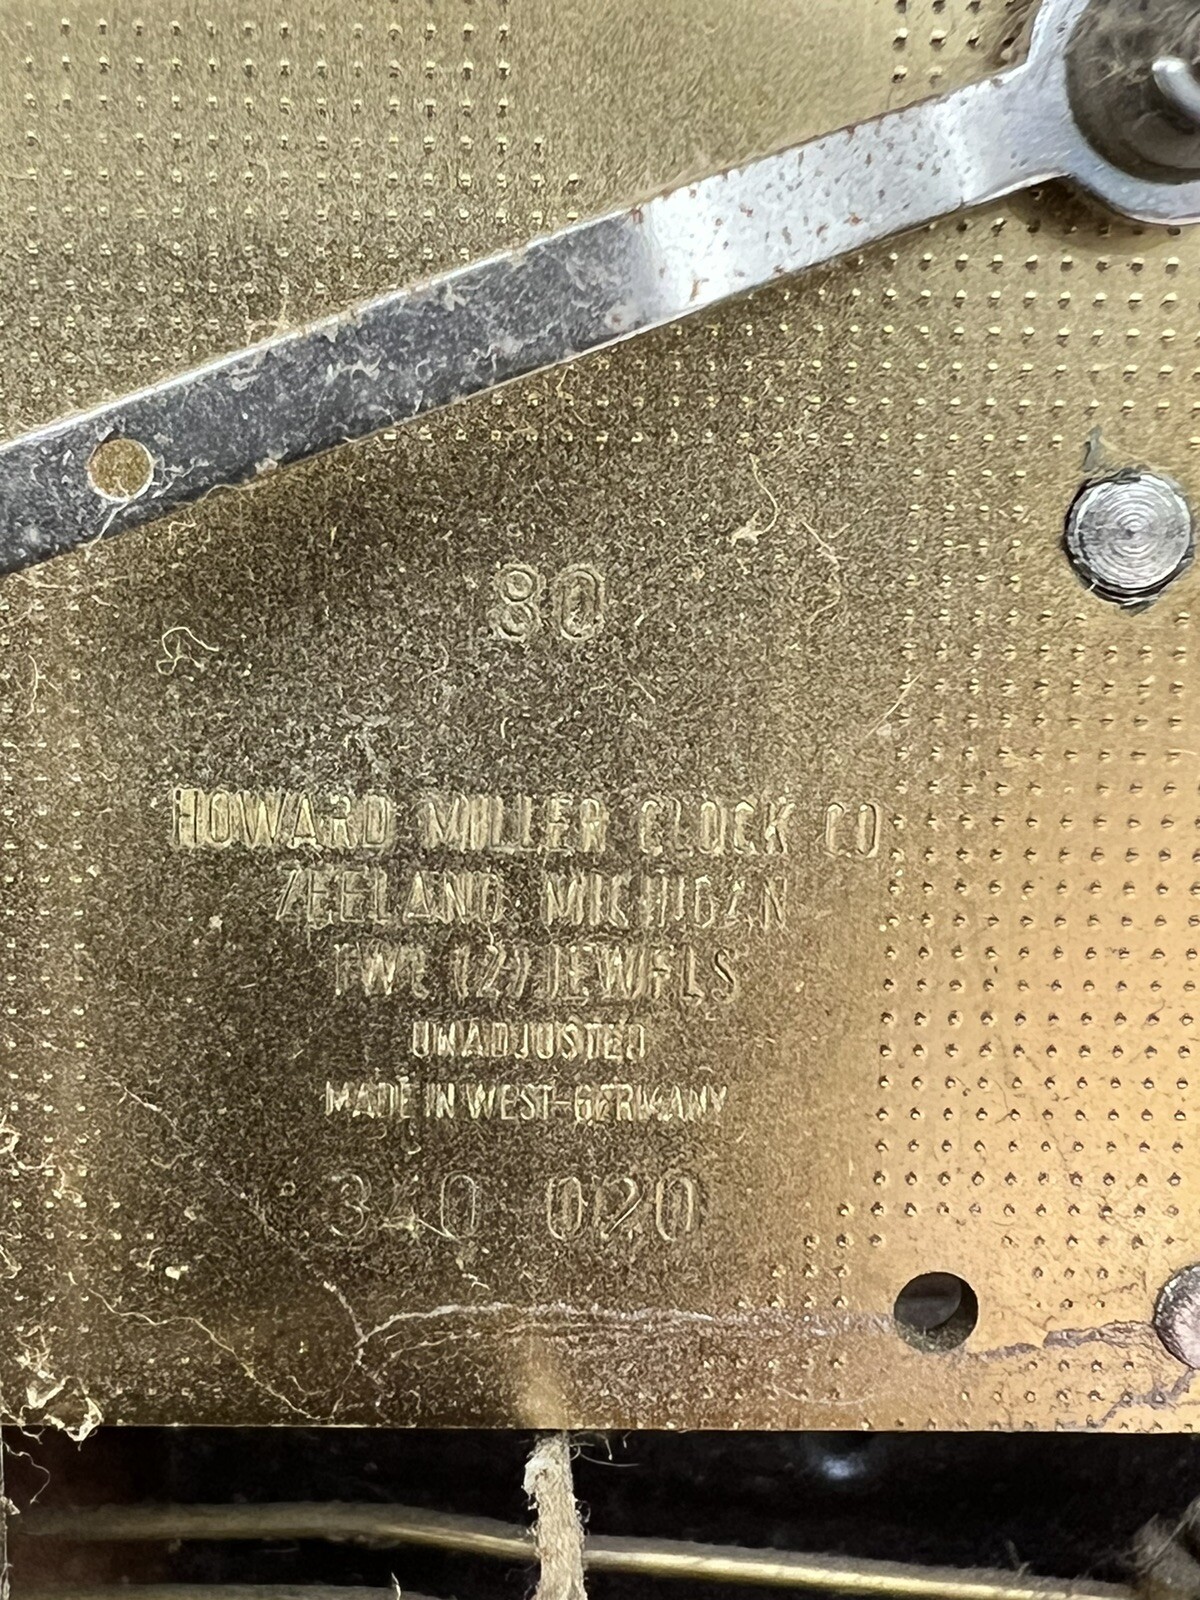 80
HOWARD MILLER CLOCK CO
ZEELAND, MICHIGAN
TWO (2) JEWELS
UNADJUSTED
MADE IN WEST-GERMANY
340 020